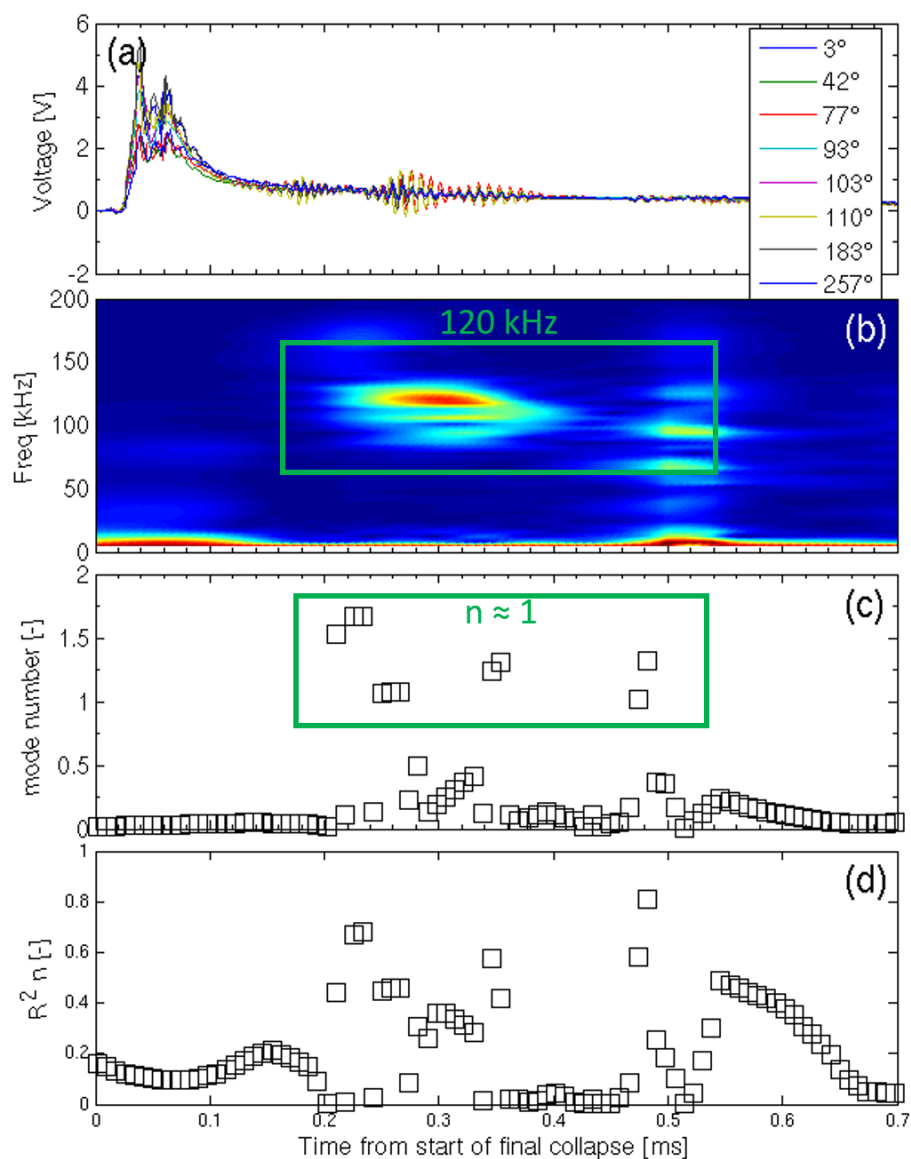 (a)
6
4
2
0
-2
Voltage [V]
3°
42°
77°
93°
103°
110°
183°
257°
(b)
120 kHz
200
150
100
50
0
Freq [kHz]
(c)
n ≈ 1
2
1.5
1
0.5
0
mode number [-]
(d)
1
0.8
0.6
0.4
0.2
0
R² n [-]
0 0.1 0.2 0.3 0.4 0.5 0.6 0.7
Time from start of final collapse [ms]